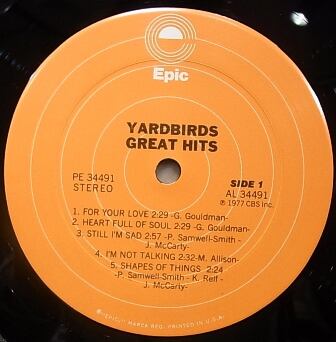 Epic
YARDBIRDS
GREAT HITS
PE 34491
STEREO
SIDE 1
AL 34491
℗ 1977 CBS Inc.
1. FOR YOUR LOVE 2:29 -G. Gouldman-
2. HEART FULL OF SOUL 2:29 -G. Gouldman-
3. STILL I'M SAD 2:57 -P. Samwell-Smith -
J. McCarty-
4. I'M NOT TALKING 2:32-M. Allison-
5. SHAPES OF THINGS 2:24
- P. Samwell-Smith - K. Relf -
J. McCarty-
MARCA REG. PRINTED IN U.S.A.